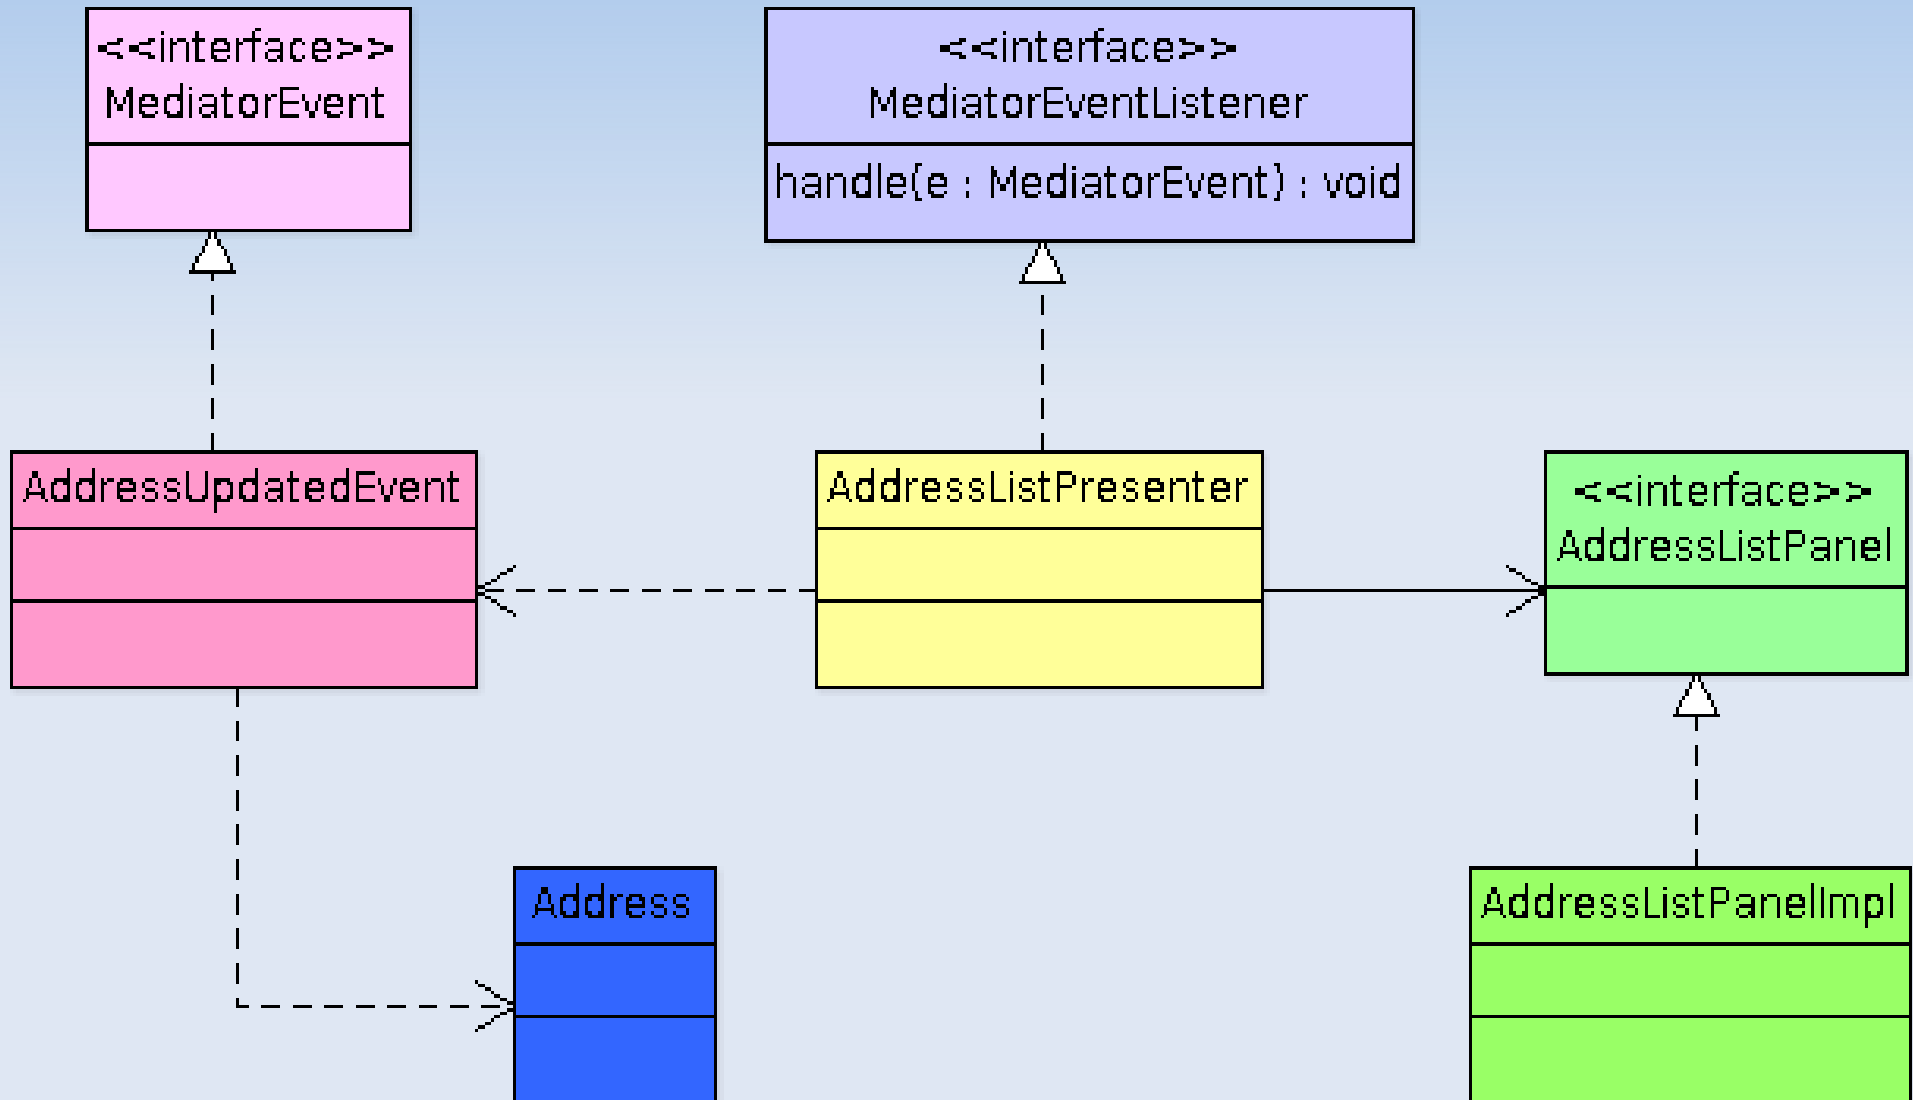 <<interface>>
MediatorEvent
<<interface>>
MediatorEventListener
handle(e : MediatorEvent) : void
AddressUpdatedEvent
AddressListPresenter
<<interface>>
AddressListPanel
Address
AddressListPanelImpl